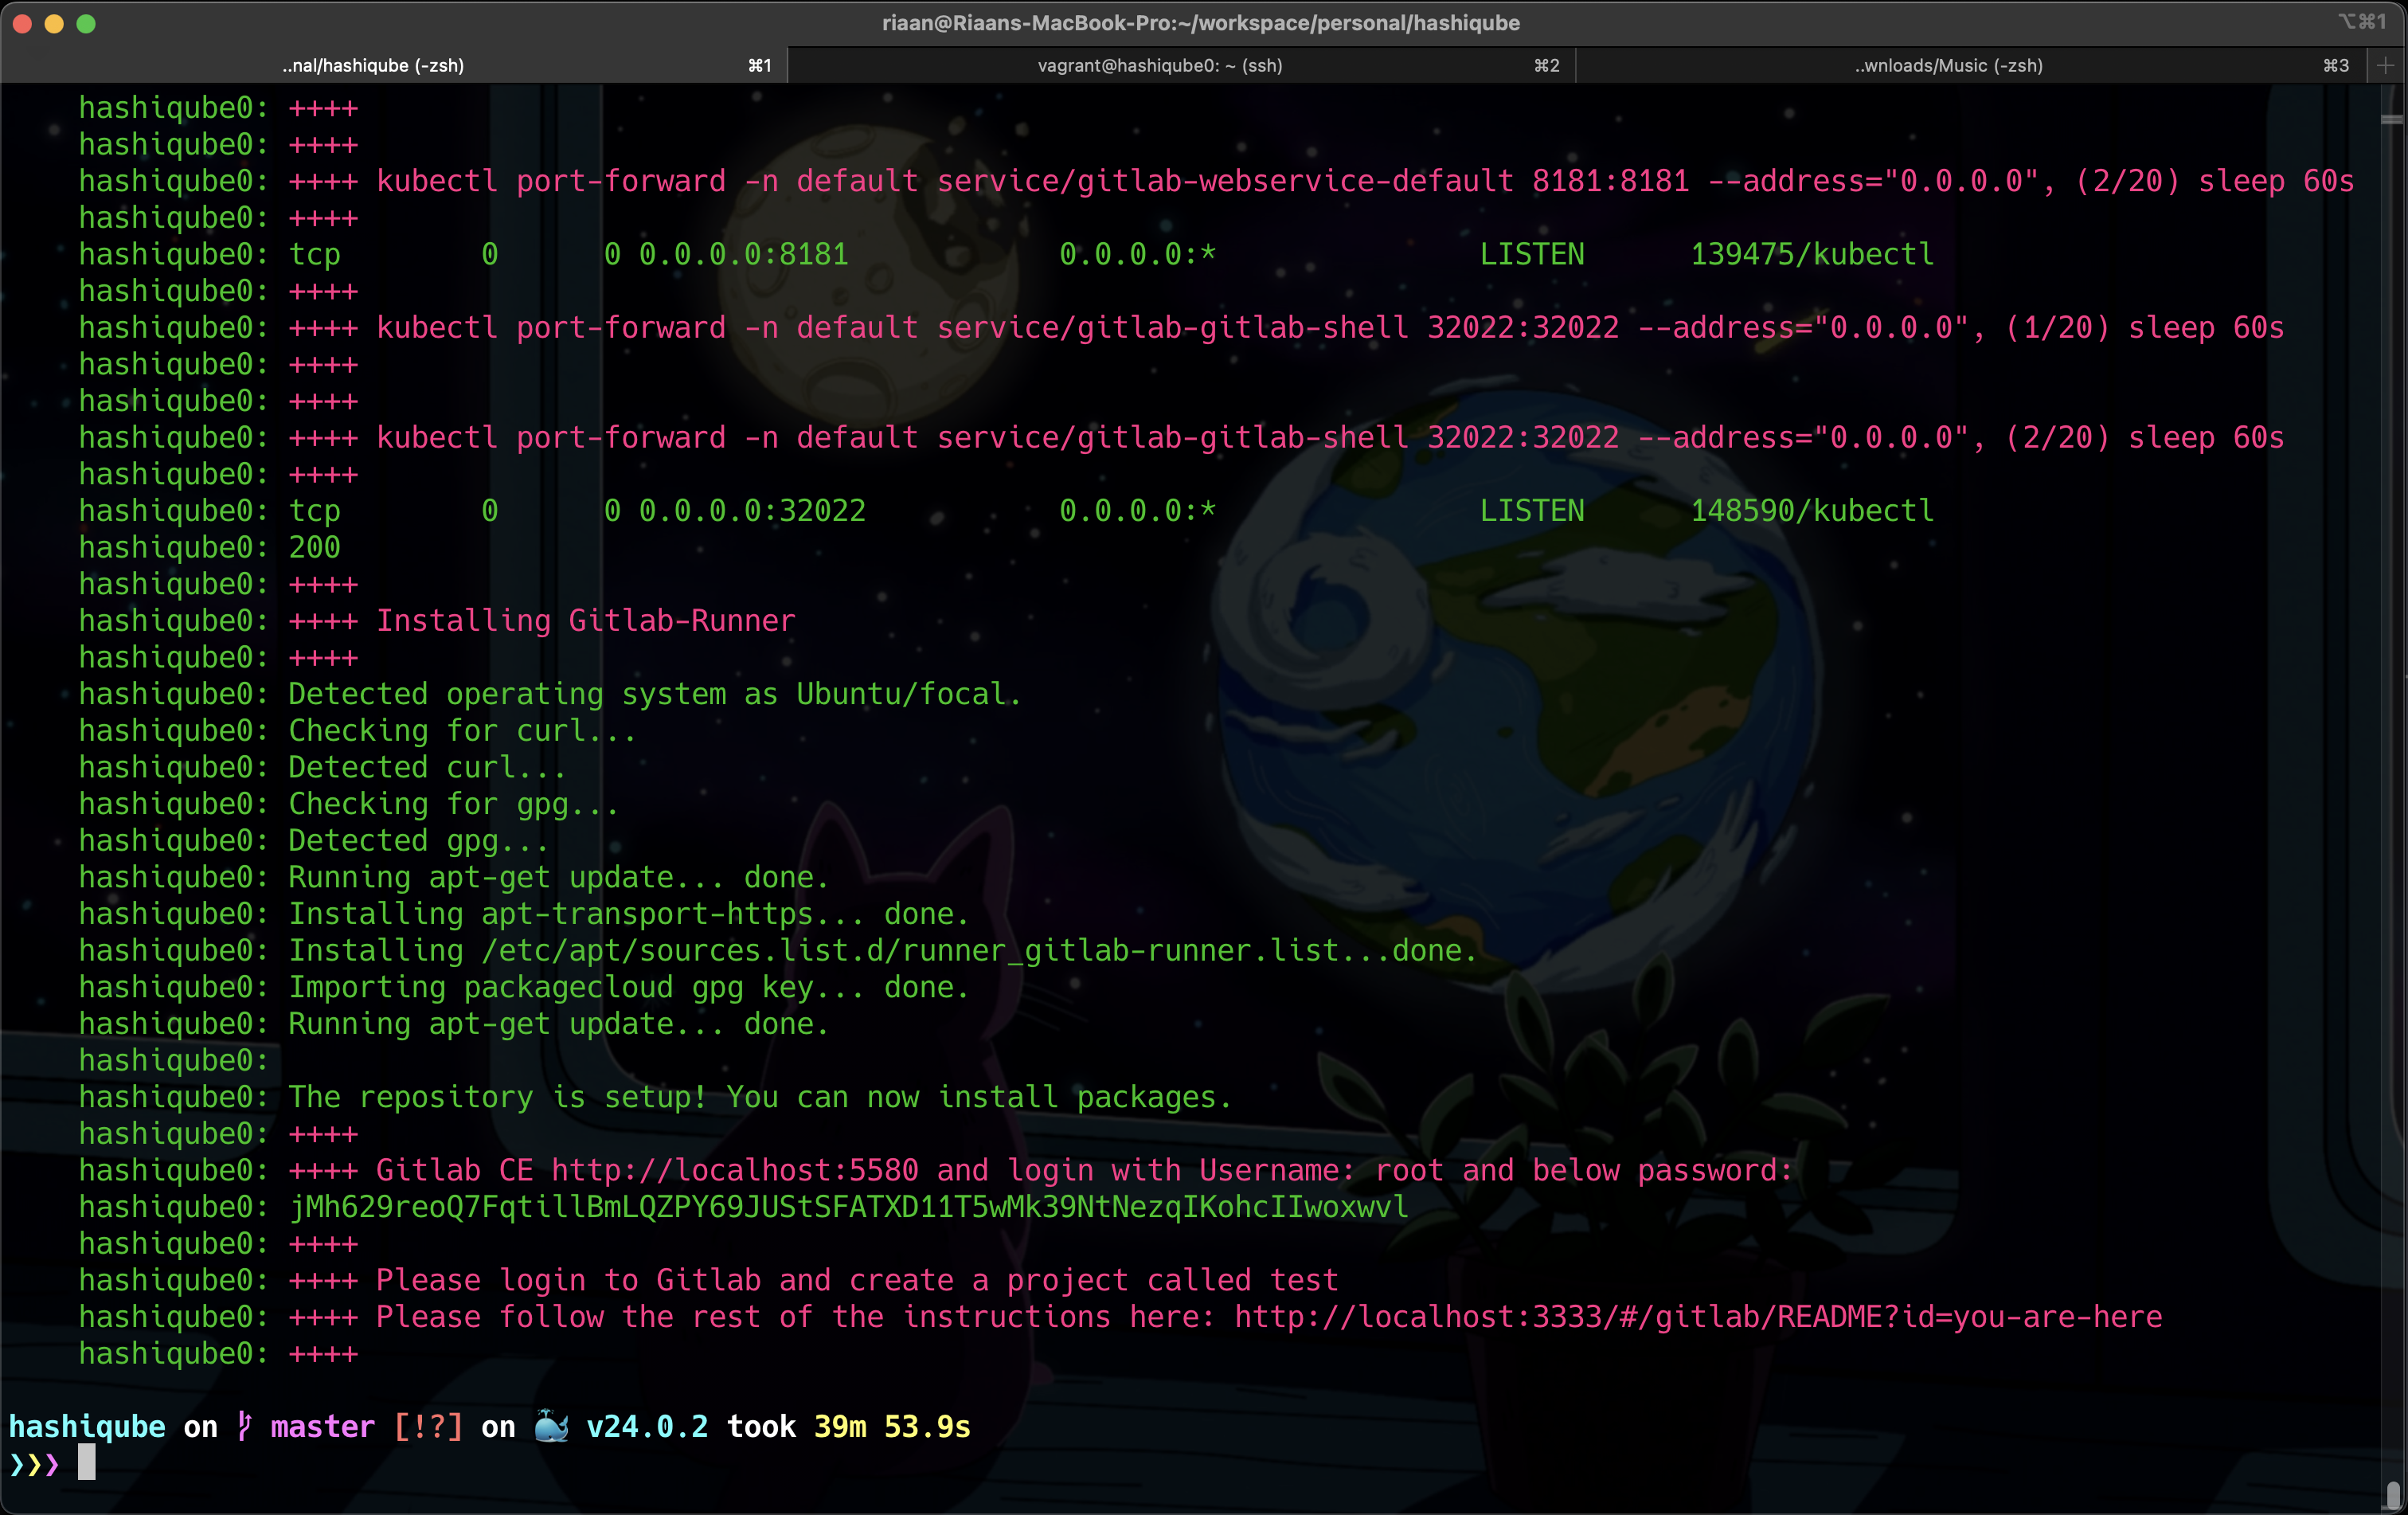 riaan@Riaans-MacBook-Pro:~/workspace/personal/hashiqube ⌥⌘1
..nal/hashiqube (-zsh) ⌘1 vagrant@hashiqube0: ~ (ssh) ⌘2 ..wnloads/Music (-zsh) ⌘3 +
hashiqube0: ++++
hashiqube0: ++++
hashiqube0: ++++ kubectl port-forward -n default service/gitlab-webservice-default 8181:8181 --address="0.0.0.0", (2/20) sleep 60s
hashiqube0: ++++
hashiqube0: tcp        0      0 0.0.0.0:8181            0.0.0.0:*               LISTEN      139475/kubectl
hashiqube0: ++++
hashiqube0: ++++ kubectl port-forward -n default service/gitlab-gitlab-shell 32022:32022 --address="0.0.0.0", (1/20) sleep 60s
hashiqube0: ++++
hashiqube0: ++++
hashiqube0: ++++ kubectl port-forward -n default service/gitlab-gitlab-shell 32022:32022 --address="0.0.0.0", (2/20) sleep 60s
hashiqube0: ++++
hashiqube0: tcp        0      0 0.0.0.0:32022           0.0.0.0:*               LISTEN      148590/kubectl
hashiqube0: 200
hashiqube0: ++++
hashiqube0: ++++ Installing Gitlab-Runner
hashiqube0: ++++
hashiqube0: Detected operating system as Ubuntu/focal.
hashiqube0: Checking for curl...
hashiqube0: Detected curl...
hashiqube0: Checking for gpg...
hashiqube0: Detected gpg...
hashiqube0: Running apt-get update... done.
hashiqube0: Installing apt-transport-https... done.
hashiqube0: Installing /etc/apt/sources.list.d/runner_gitlab-runner.list...done.
hashiqube0: Importing packagecloud gpg key... done.
hashiqube0: Running apt-get update... done.
hashiqube0:
hashiqube0: The repository is setup! You can now install packages.
hashiqube0: ++++
hashiqube0: ++++ Gitlab CE http://localhost:5580 and login with Username: root and below password:
hashiqube0: jMh629reoQ7FqtillBmLQZPY69JUStSFATXD11T5wMk39NtNezqIKohcIIwoxwvl
hashiqube0: ++++
hashiqube0: ++++ Please login to Gitlab and create a project called test
hashiqube0: ++++ Please follow the rest of the instructions here: http://localhost:3333/#/gitlab/README?id=you-are-here
hashiqube0: ++++
hashiqube on master [!?] on 🐳 v24.0.2 took 39m 53.9s
❯❯❯